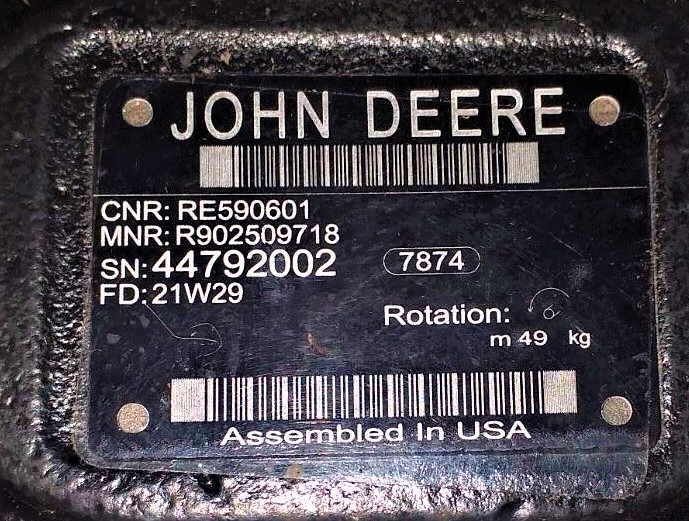 JOHN DEERE
CNR: RE590601
MNR: R902509718
SN: 44792002
7874
FD: 21W29
Rotation:
m 49 kg
Assembled In USA